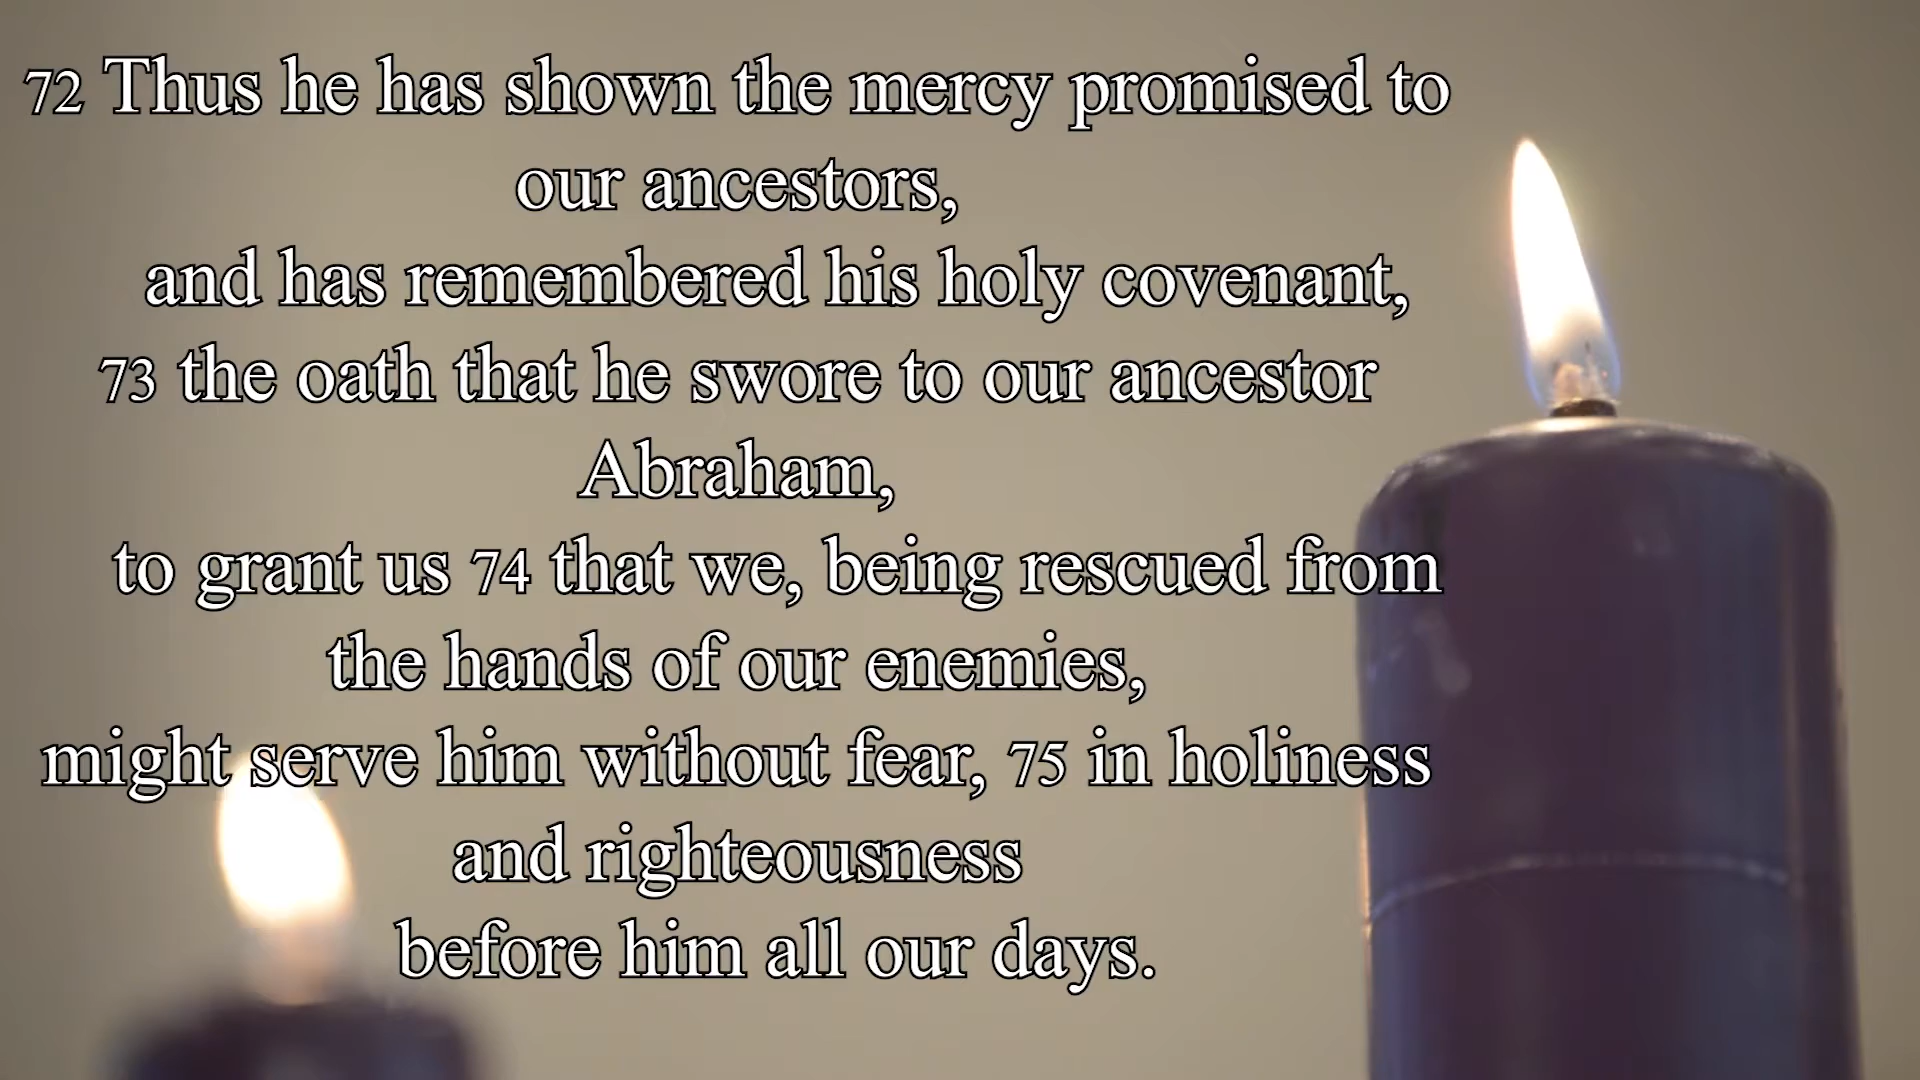 72 Thus he has shown the mercy promised to
our ancestors,
and has remembered his holy covenant,
73 the oath that he swore to our ancestor
Abraham,
to grant us 74 that we, being rescued from
the hands of our enemies,
might serve him without fear, 75 in holiness
and righteousness
before him all our days.